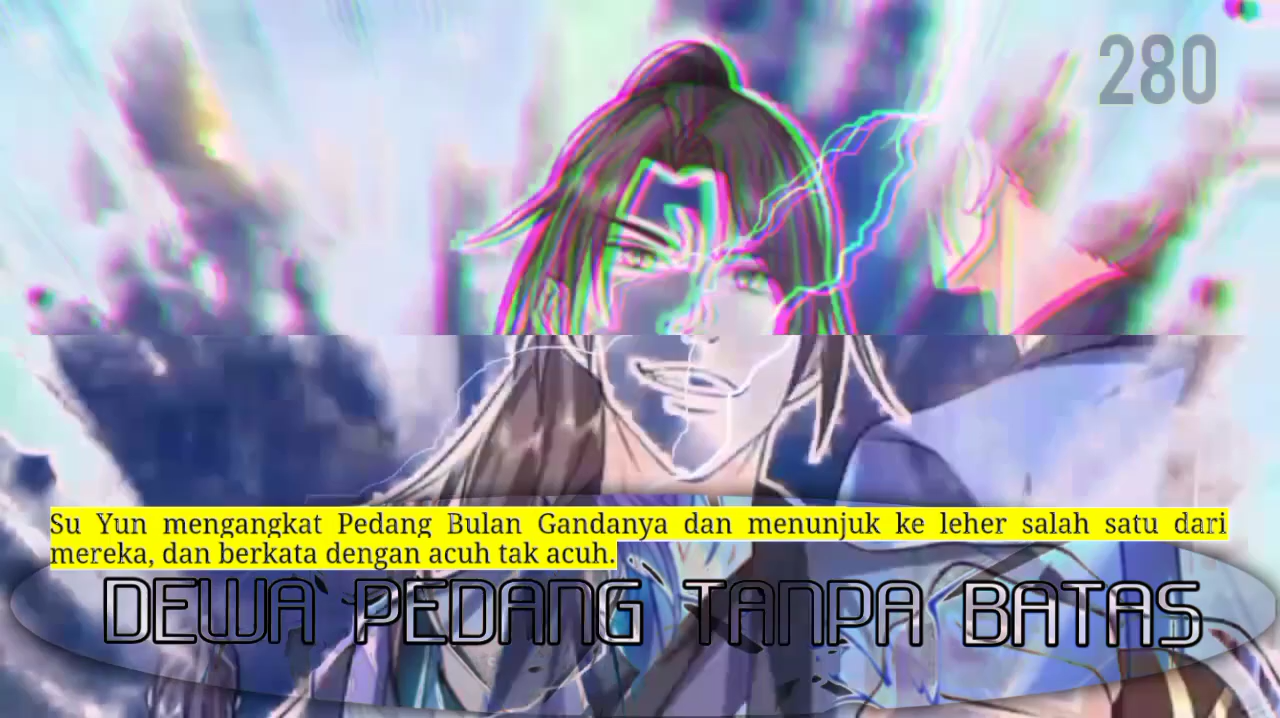 280
Su Yun mengangkat Pedang Bulan Gandanya dan menunjuk ke leher salah satu dari
mereka, dan berkata dengan acuh tak acuh.
DEWA PEDANG TANPA BATAS